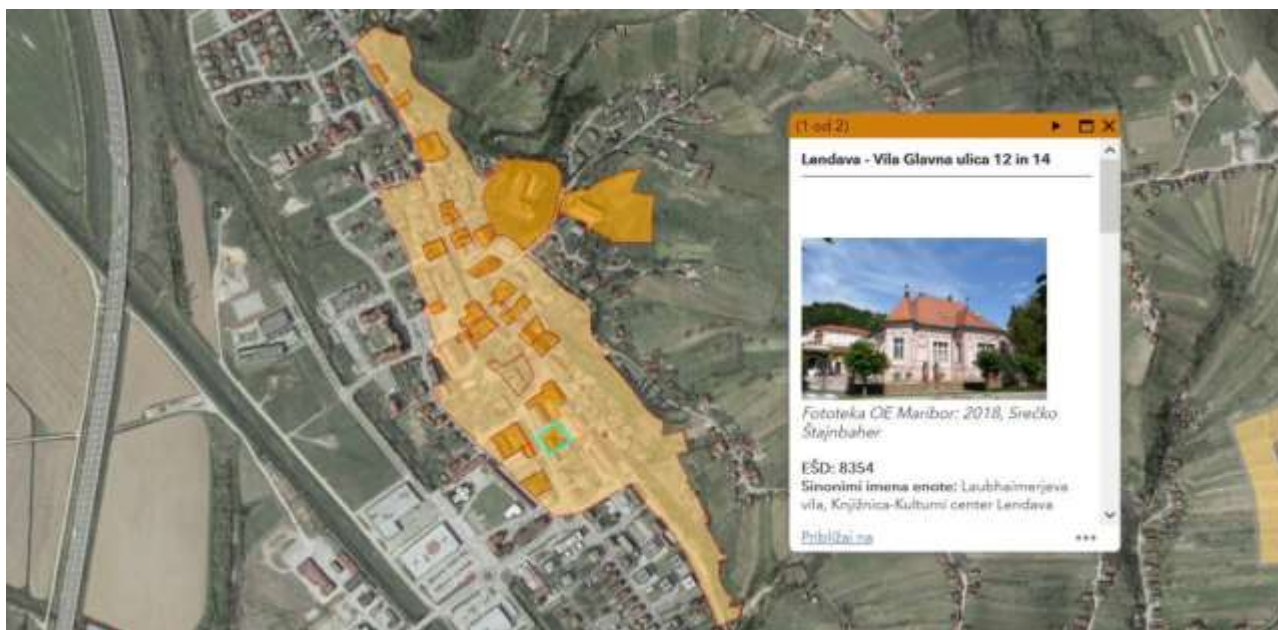 (1 od 2)
Lendava - Vila Glavna ulica 12 in 14
Fototeka OE Maribor: 2018, Srečko
Štajnbaher
EŠD: 8354
Sinonimi imena enote: Laubhaimerjeva
vila, Knjižnica-Kulturni center Lendava
Približaj na